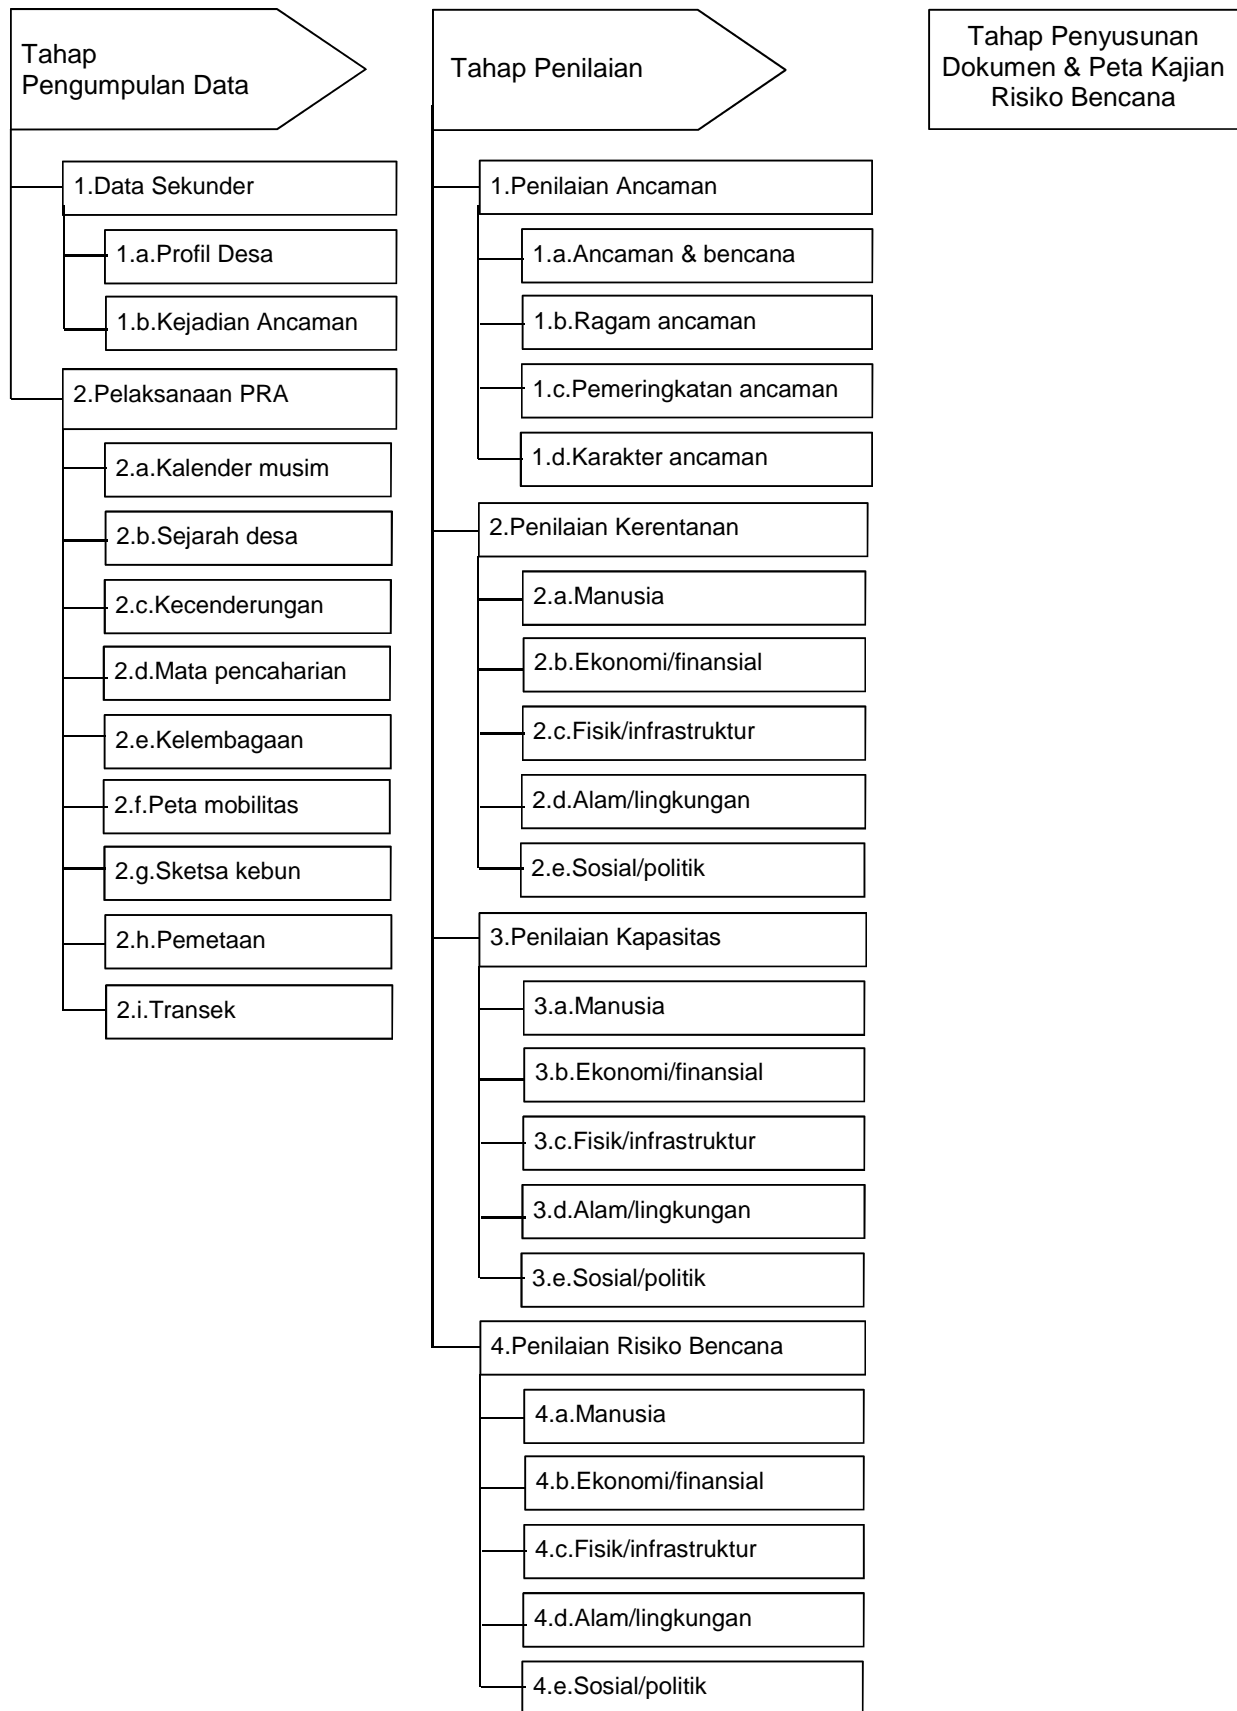 Tahap
Pengumpulan Data
1.Data Sekunder
1.a.Profil Desa
1.b.Kejadian Ancaman
2.Pelaksanaan PRA
2.a.Kalender musim
2.b.Sejarah desa
2.c.Kecenderungan
2.d.Mata pencaharian
2.e.Kelembagaan
2.f.Peta mobilitas
2.g.Sketsa kebun
2.h.Pemetaan
2.i.Transek
Tahap Penilaian
1.Penilaian Ancaman
1.a.Ancaman & bencana
1.b.Ragam ancaman
1.c.Pemeringkatan ancaman
1.d.Karakter ancaman
2.Penilaian Kerentanan
2.a.Manusia
2.b.Ekonomi/finansial
2.c.Fisik/infrastruktur
2.d.Alam/lingkungan
2.e.Sosial/politik
3.Penilaian Kapasitas
3.a.Manusia
3.b.Ekonomi/finansial
3.c.Fisik/infrastruktur
3.d.Alam/lingkungan
3.e.Sosial/politik
4.Penilaian Risiko Bencana
4.a.Manusia
4.b.Ekonomi/finansial
4.c.Fisik/infrastruktur
4.d.Alam/lingkungan
4.e.Sosial/politik
Tahap Penyusunan
Dokumen & Peta Kajian
Risiko Bencana